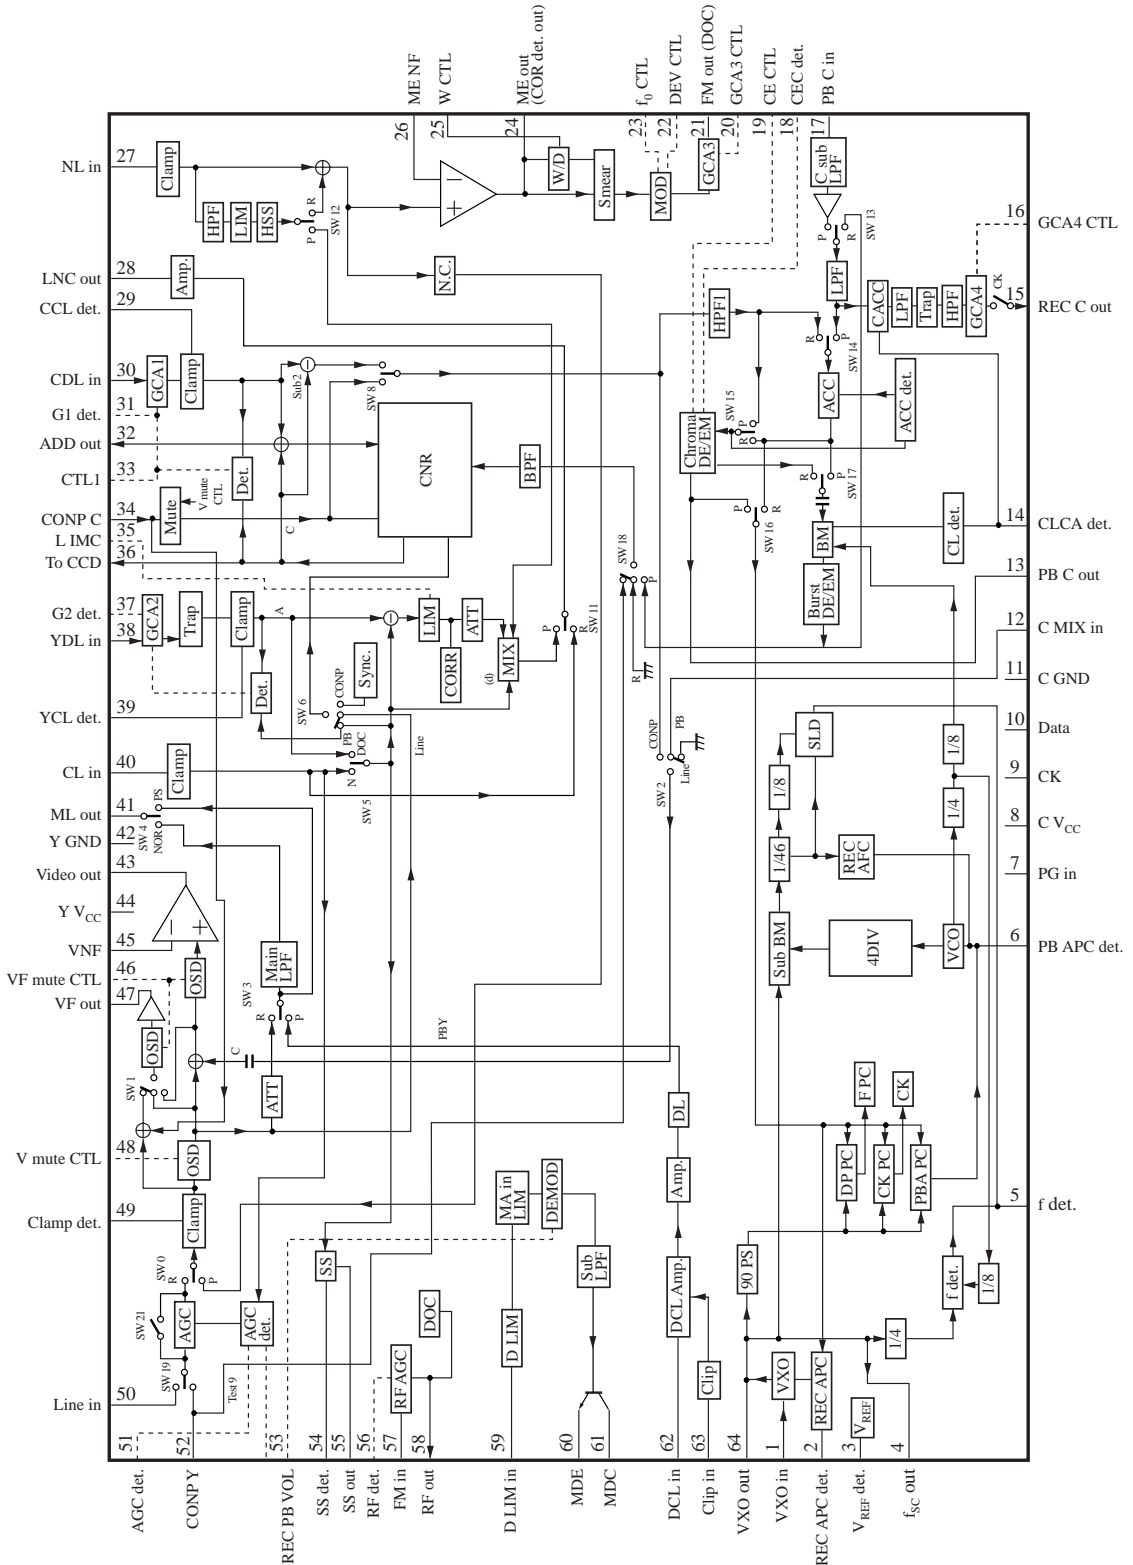 ME NF
W CTL
ME out
(COR det. out)
f0 CTL
DEV CTL
FM out (DOC)
GCA3 CTL
CE CTL
CEC det.
PB C in
26
25
24
23
22
21
20
19
18
17
NL in
27
Clamp
HPF
LIM
HSS
R
P
SW 12
−
+
W/D
Smear
MOD
GCA3
C sub
LPF
P
R
SW 13
16
GCA4 CTL
LNC out
28
Amp.
N.C.
LPF
CCL det.
29
HPF1
CACC
LPF
Trap
HPF
GCA4
CK
15
REC C out
R
P
SW 14
CDL in
30
GCA1
Clamp
−
Sub2
SW 8
ACC
ACC det.
G1 det.
31
SW 15
P
R
Chroma
DE/EM
ADD out
32
CNR
BPF
CTL1
33
Det.
V mute
CTL
R
P
SW 17
CONP C
34
Mute
C
P
R
SW 16
BM
CL det.
14
CLCA det.
L IMC
35
To CCD
36
SW 18
P
R
Burst
DE/EM
13
PB C out
G2 det.
37
GCA2
Trap
Clamp
A
−
LIM
ATT
CORR
MIX
(d)
P
R
SW 11
YDL in
38
12
C MIX in
11
C GND
Det.
SW 6
CONP
Sync.
PB
YCL det.
39
Line
CONP
PB
Line
SW 2
SLD
10
Data
CL in
40
Clamp
DOC
N
SW 5
1/8
1/8
9
CK
ML out
41
SW 4
PS
NOR
1/4
8
C VCC
Y GND
42
1/46
REC
AFC
7
PG in
Video out
43
Y VCC
44
−
+
Sub BM
4DIV
VCO
6
PB APC det.
VNF
45
OSD
Main
LPF
VF mute CTL
46
VF out
47
SW 3
R
P
OSD
PBY
C
SW 1
ATT
DL
F PC
CK
V mute CTL
48
OSD
Amp.
DP PC
CK PC
PBA PC
MA in
LIM
DEMOD
5
f det.
Clamp det.
49
Clamp
SW 0
R
P
SS
Sub
LPF
DCL Amp.
90 PS
f det.
1/8
SW 21
AGC
AGC
det.
DOC
D LIM
1/4
SW 19
Test 9
RF AGC
Clip
VXO
REC APC
VREF
Line in
50
51
52
53
54
55
56
57
58
59
60
61
62
63
64
1
2
3
4
AGC det.
CONP Y
REC PB VOL
SS det.
SS out
RF det.
FM in
RF out
D LIM in
MDE
MDC
DCL in
Clip in
VXO out
VXO in
REC APC det.
VREF det.
fSC out